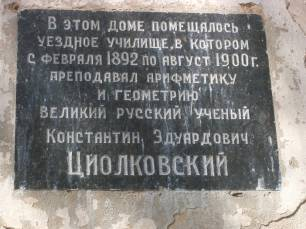 В ЭТОМ ДОМЕ ПОМЕЩАЛОСЬ
УЕЗДНОЕ УЧИЛИЩЕ, В КОТОРОМ
С ФЕВРАЛЯ 1892 ПО АВГУСТ 1900 Г.
ПРЕПОДАВАЛ АРИФМЕТИКУ
И ГЕОМЕТРИЮ
ВЕЛИКИЙ РУССКИЙ УЧЕНЫЙ
КОНСТАНТИН ЭДУАРДОВИЧ
ЦИОЛКОВСКИЙ